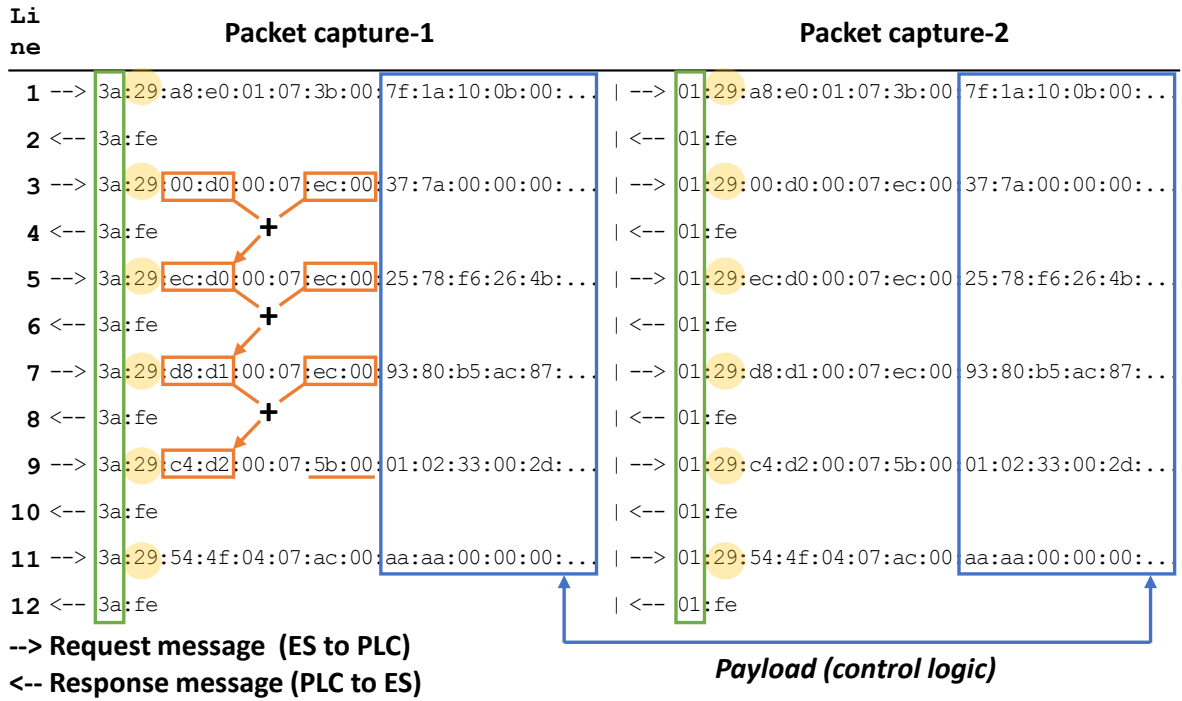 Li
ne
Packet capture-1
Packet capture-2
1 --> 3a:29:a8:e0:01:07:3b:00:7f:1a:10:0b:00:... | --> 01:29:a8:e0:01:07:3b:00:7f:1a:10:0b:00:...
2 <-- 3a:fe | <-- 01:fe
3 --> 3a:29:00:d0:00:07:ec:00:37:7a:00:00:00:... | --> 01:29:00:d0:00:07:ec:00:37:7a:00:00:00:...
+
4 <-- 3a:fe | <-- 01:fe
5 --> 3a:29:ec:d0:00:07:ec:00:25:78:f6:26:4b:... | --> 01:29:ec:d0:00:07:ec:00:25:78:f6:26:4b:...
+
6 <-- 3a:fe | <-- 01:fe
7 --> 3a:29:d8:d1:00:07:ec:00:93:80:b5:ac:87:... | --> 01:29:d8:d1:00:07:ec:00:93:80:b5:ac:87:...
+
8 <-- 3a:fe | <-- 01:fe
9 --> 3a:29:c4:d2:00:07:5b:00:01:02:33:00:2d:... | --> 01:29:c4:d2:00:07:5b:00:01:02:33:00:2d:...
10 <-- 3a:fe | <-- 01:fe
11 --> 3a:29:54:4f:04:07:ac:00:aa:aa:00:00:00:... | --> 01:29:54:4f:04:07:ac:00:aa:aa:00:00:00:...
12 <-- 3a:fe | <-- 01:fe
--> Request message (ES to PLC)
<-- Response message (PLC to ES)
Payload (control logic)